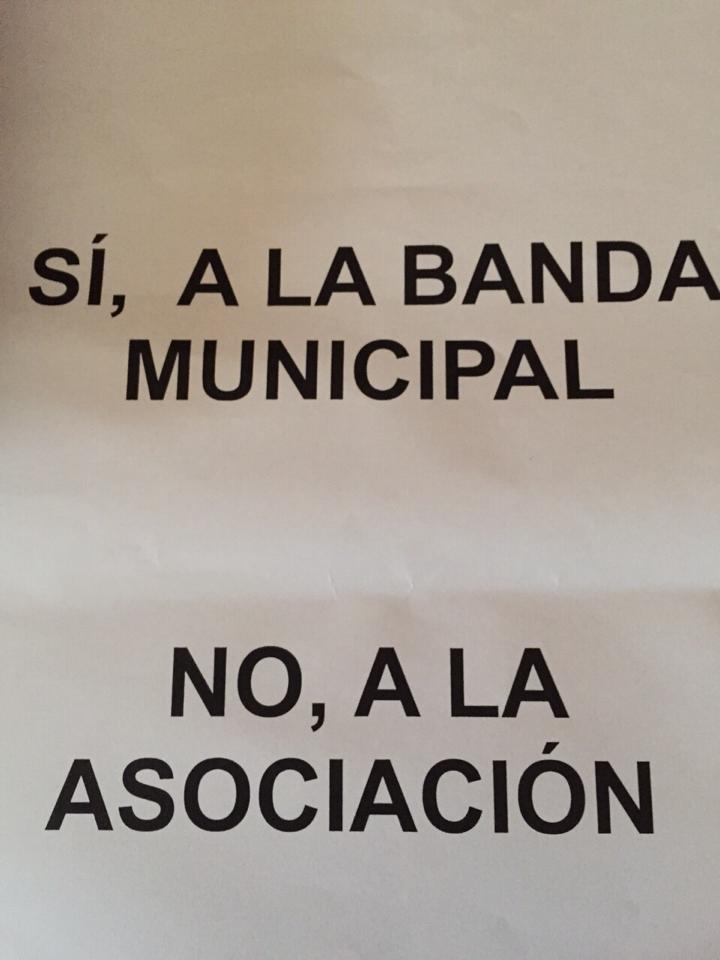 SÍ, A LA BANDA
MUNICIPAL
NO, A LA
ASOCIACIÓN